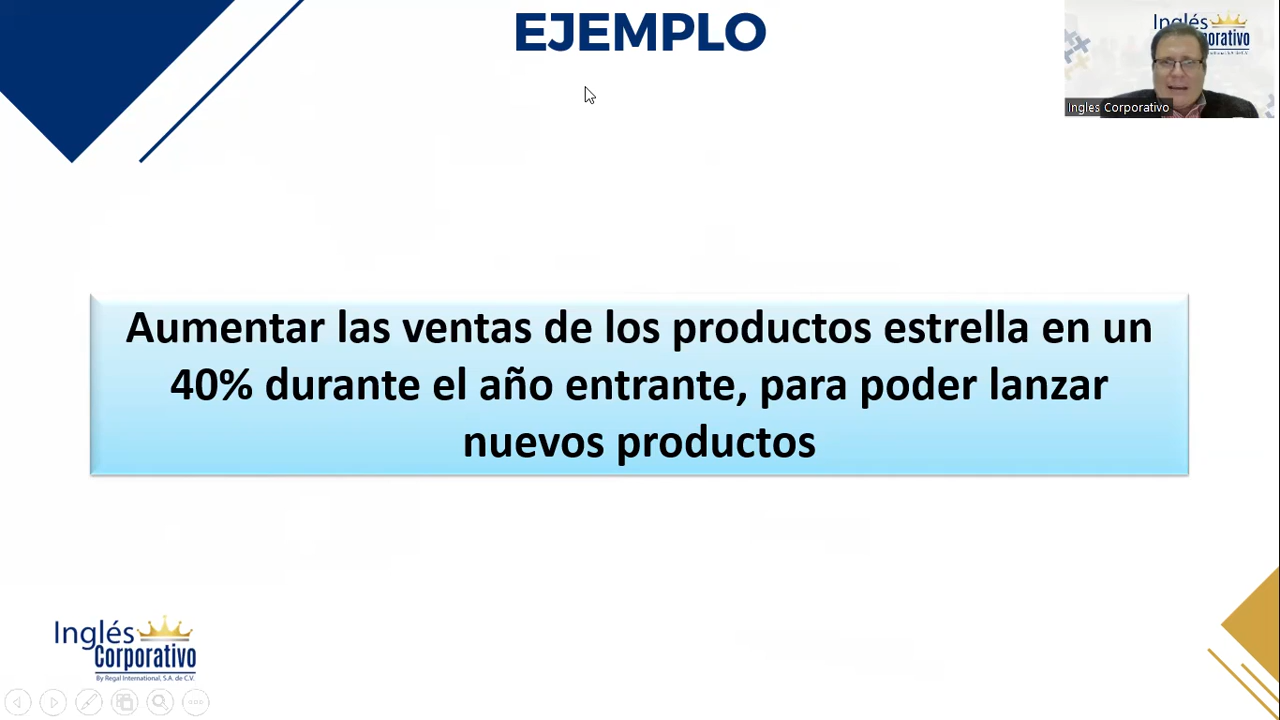 EJEMPLO
Inglés
Ingles Corporativo
Aumentar las ventas de los productos estrella en un
40% durante el año entrante, para poder lanzar
nuevos productos
Inglés
Corporativo
By Regal International, S.A. de C.V.